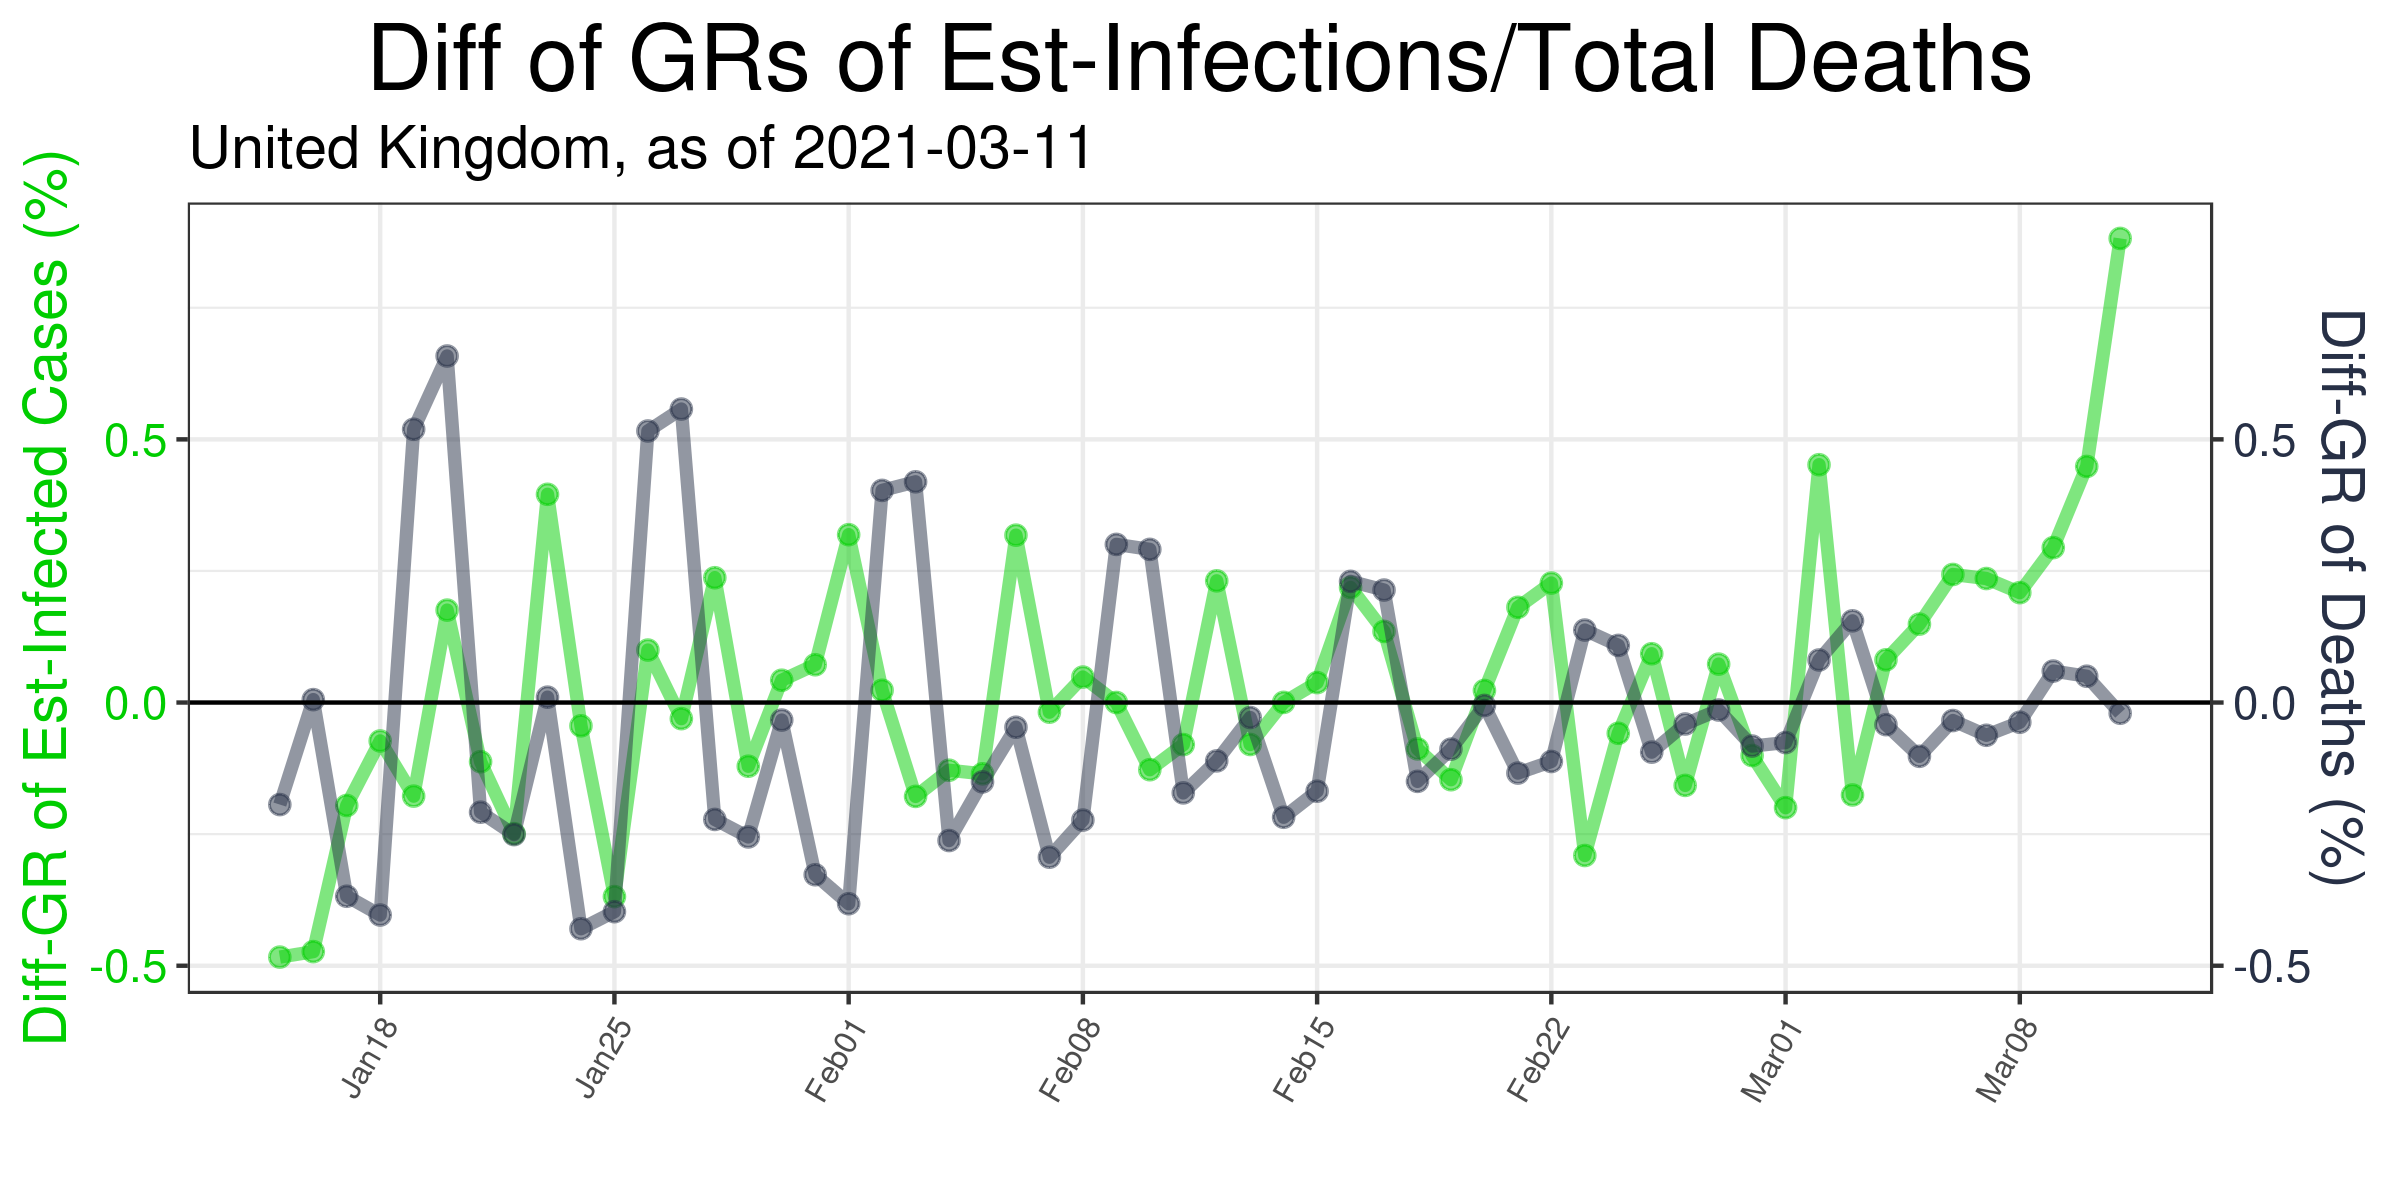 Diff of GRs of Est-Infections/Total Deaths
United Kingdom, as of 2021-03-11
Diff-GR of Est-Infected Cases (%)
0.5
0.0
-0.5
0.5
0.0
-0.5
Diff-GR of Deaths (%)
Jan18
Jan25
Feb01
Feb08
Feb15
Feb22
Mar01
Mar08